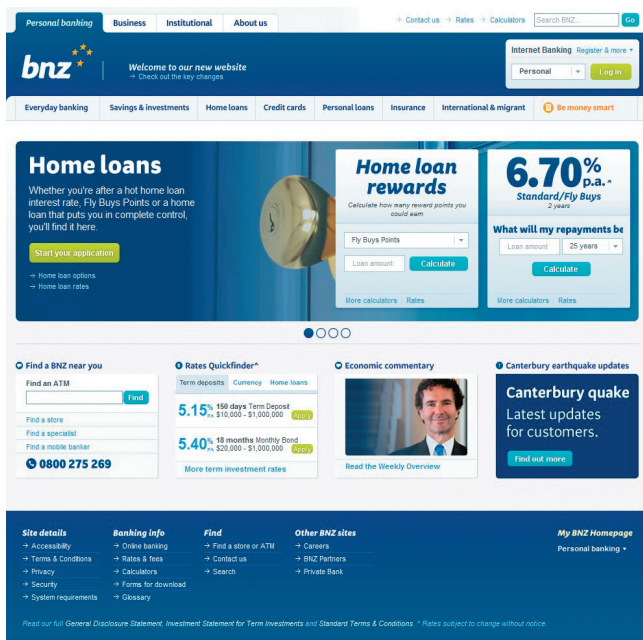 Personal banking Business Institutional About us
→ Contact us → Rates → Calculators Search BNZ... Go
bnz
Welcome to our new website
→ Check out the key changes
Internet Banking Register & more
Personal Log in
Everyday banking Savings & investments Home loans Credit cards Personal loans Insurance International & migrant Be money smart
Home loans
Whether you're after a hot home loan
interest rate, Fly Buys Points or a home
loan that puts you in complete control,
you'll find it here.
Start your application
→ Home loan options
→ Home loan rates
Home loan
rewards
Calculate how many reward points you
could earn
Fly Buys Points
Loan amount Calculate
More calculators | Rates
6.70% p.a.^
Standard/Fly Buys
2 years
What will my repayments be
Loan amount 25 years
Calculate
More calculators | Rates
Find a BNZ near you
Find an ATM
Find
Find a store
Find a specialist
Find a mobile banker
0800 275 269
Rates Quickfinder^
Term deposits Currency Home loans
5.15% P.A. 150 days Term Deposit
$10,000 - $1,000,000 Apply
5.40% P.A. 18 months Monthly Bond
$20,000 - $1,000,000 Apply
More term investment rates
Economic commentary
Read the Weekly Overview
Canterbury earthquake updates
Canterbury quake
Latest updates
for customers.
Find out more
Site details
→ Accessibility
→ Terms & Conditions
→ Privacy
→ Security
→ System requirements
Banking info
→ Online banking
→ Rates & fees
→ Calculators
→ Forms for download
→ Glossary
Find
→ Find a store or ATM
→ Contact us
→ Search
Other BNZ sites
→ Careers
→ BNZ Partners
→ Private Bank
My BNZ Homepage
Personal banking
Read our full General Disclosure Statement, Investment Statement for Term Investments and Standard Terms & Conditions. ^ Rates subject to change without notice.